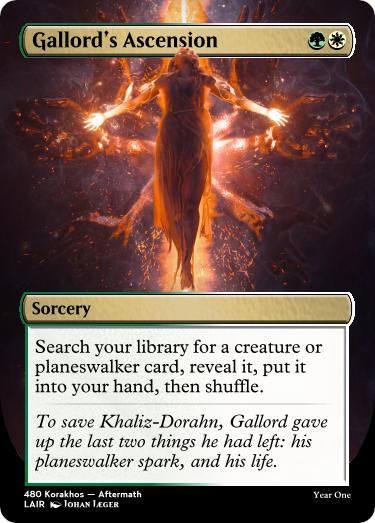 Gallord's Ascension
Sorcery
Search your library for a creature or
planeswalker card, reveal it, put it
into your hand, then shuffle.
To save Khaliz-Dorahn, Gallord gave
up the last two things he had left: his
planeswalker spark, and his life.
480 Korakhos — Aftermath
Year One
LAIR Johan Jæger